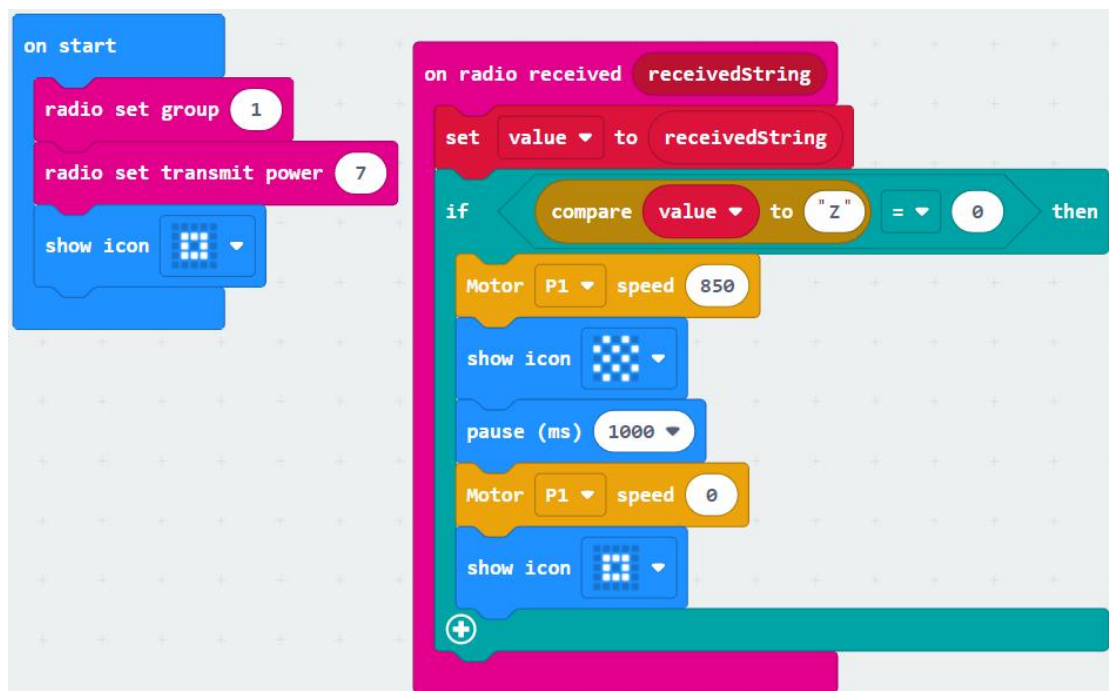 on start
radio set group 1
radio set transmit power 7
show icon
on radio received receivedString
set value to receivedString
if compare value to "Z" = 0 then
Motor P1 speed 850
show icon
pause (ms) 1000
Motor P1 speed 0
show icon